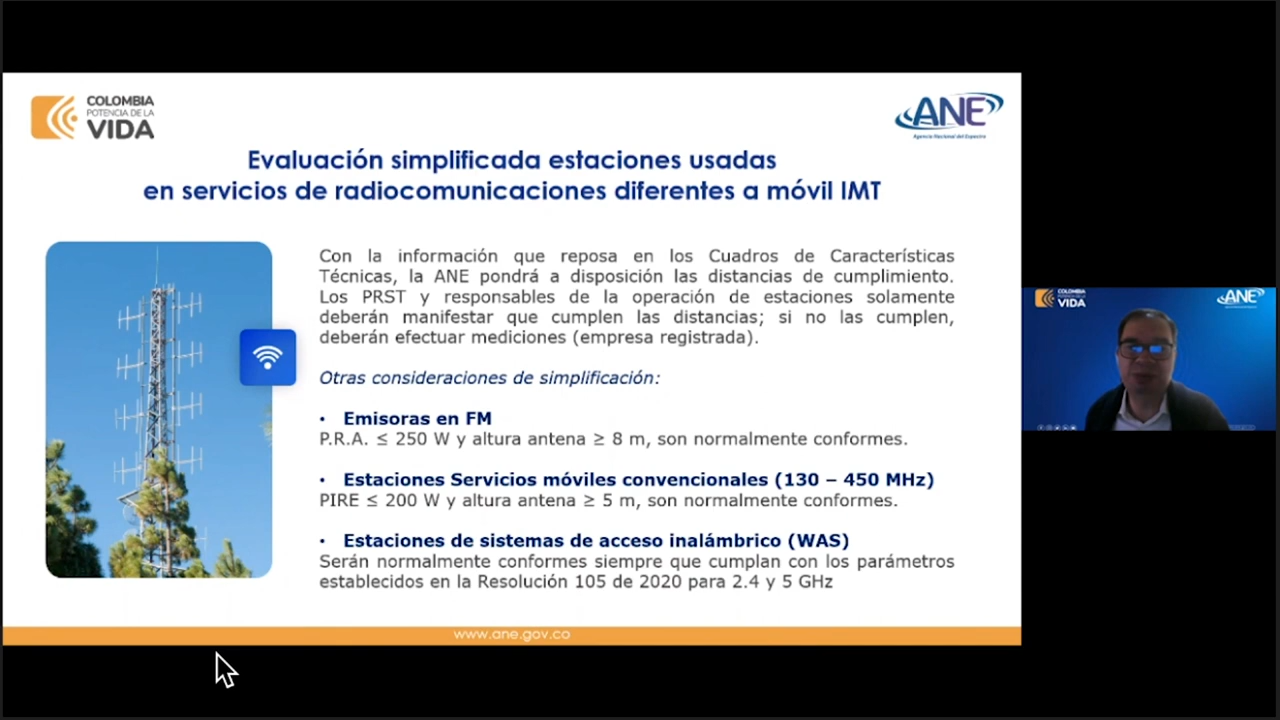 COLOMBIA
POTENCIA DE LA
VIDA
ANE
Agencia Nacional del Espectro
Evaluación simplificada estaciones usadas
en servicios de radiocomunicaciones diferentes a móvil IMT
Con la información que reposa en los Cuadros de Características
Técnicas, la ANE pondrá a disposición las distancias de cumplimiento.
Los PRST y responsables de la operación de estaciones solamente
deberán manifestar que cumplen las distancias; si no las cumplen,
deberán efectuar mediciones (empresa registrada).
Otras consideraciones de simplificación:
• Emisoras en FM
P.R.A. ≤ 250 W y altura antena ≥ 8 m, son normalmente conformes.
• Estaciones Servicios móviles convencionales (130 – 450 MHz)
PIRE ≤ 200 W y altura antena ≥ 5 m, son normalmente conformes.
• Estaciones de sistemas de acceso inalámbrico (WAS)
Serán normalmente conformes siempre que cumplan con los parámetros
establecidos en la Resolución 105 de 2020 para 2.4 y 5 GHz
www.ane.gov.co
COLOMBIA
VIDA
ANE